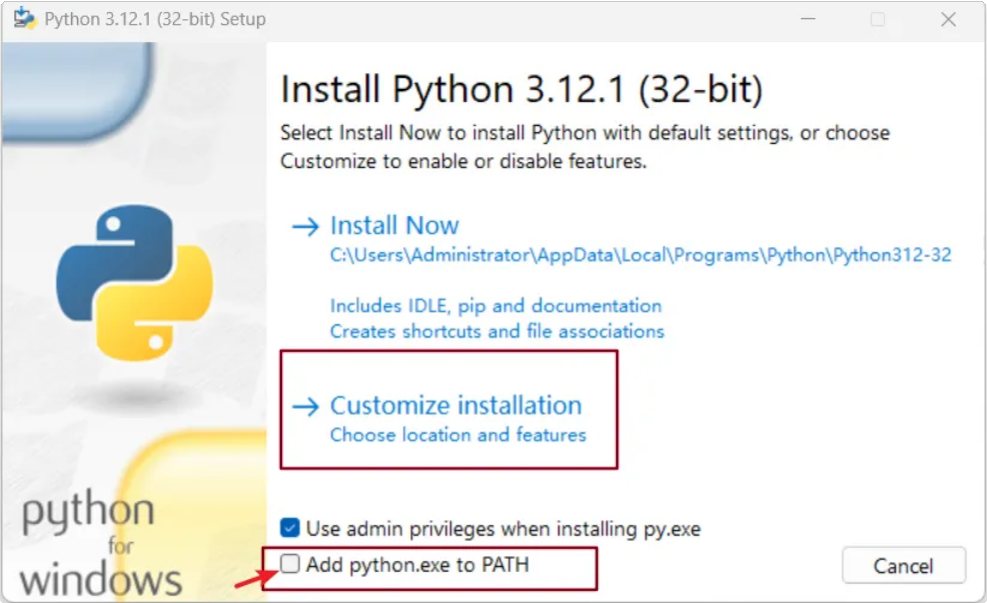 Python 3.12.1 (32-bit) Setup
Install Python 3.12.1 (32-bit)
Select Install Now to install Python with default settings, or choose
Customize to enable or disable features.
Install Now
C:\Users\Administrator\AppData\Local\Programs\Python\Python312-32
Includes IDLE, pip and documentation
Creates shortcuts and file associations
Customize installation
Choose location and features
python
for
windows
Use admin privileges when installing py.exe
Add python.exe to PATH
Cancel